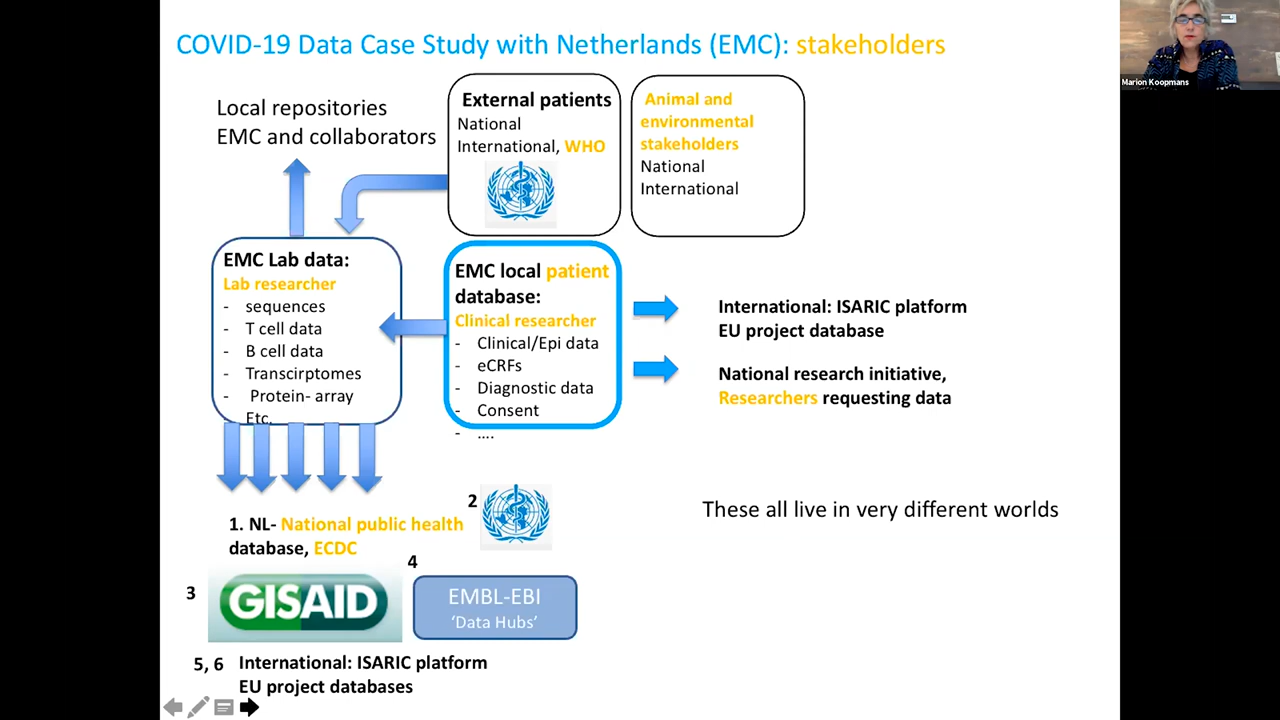 COVID-19 Data Case Study with Netherlands (EMC): stakeholders
Marion Koopmans
Local repositories
EMC and collaborators
External patients
National
International, WHO
Animal and
environmental
stakeholders
National
International
EMC Lab data:
Lab researcher
- sequences
- T cell data
- B cell data
- Transcirptomes
- Protein- array
Etc.
EMC local patient
database:
Clinical researcher
- Clinical/Epi data
- eCRFs
- Diagnostic data
- Consent
- ....
International: ISARIC platform
EU project database
National research initiative,
Researchers requesting data
These all live in very different worlds
1. NL- National public health
database, ECDC
2
3
GISAID
4
EMBL-EBI
‘Data Hubs’
5, 6 International: ISARIC platform
EU project databases